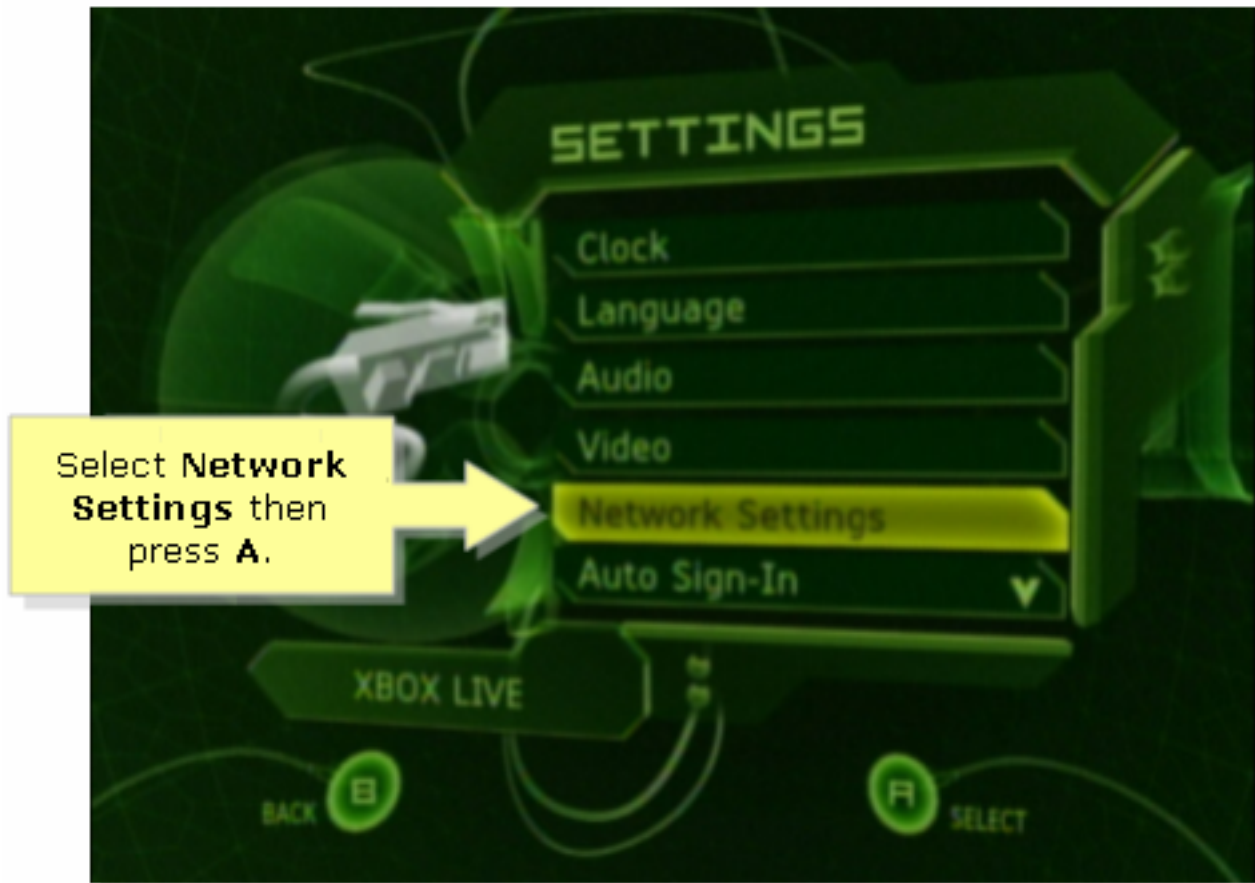 SETTINGS
Clock
Language
Audio
Video
Network Settings
Auto Sign-In
Select Network
Settings then
press A.
XBOX LIVE
B
BACK
A
SELECT